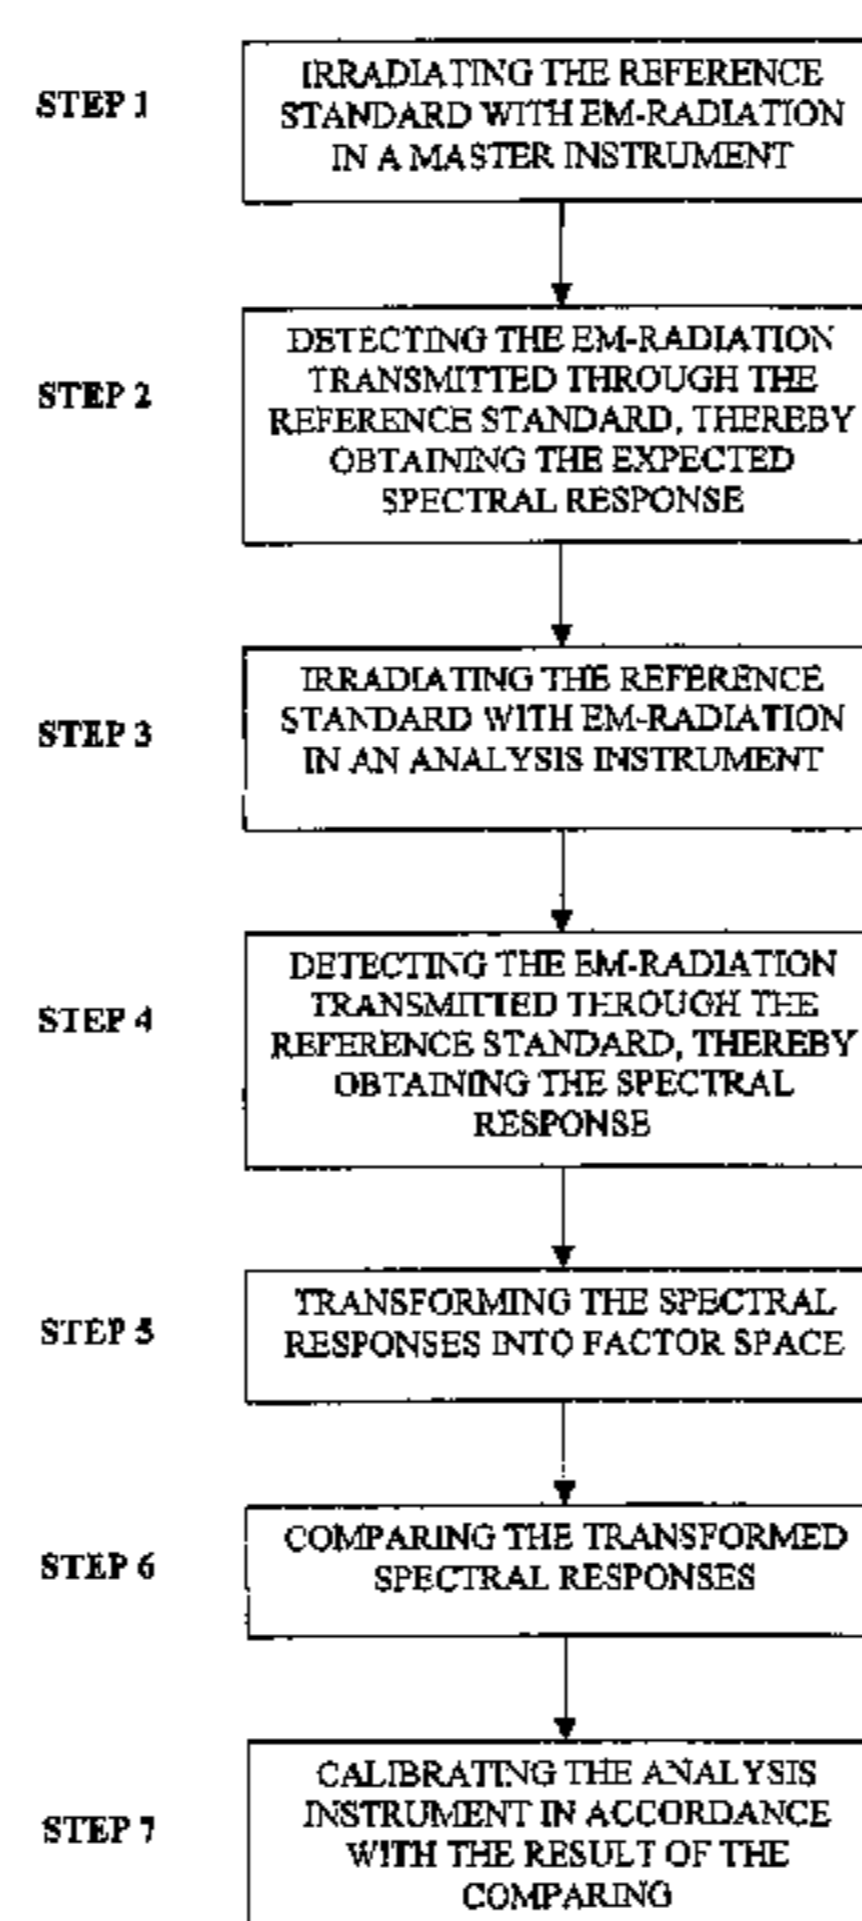 STEP 1
IRRADIATING THE REFERENCE
STANDARD WITH EM-RADIATION
IN A MASTER INSTRUMENT
STEP 2
DETECTING THE EM-RADIATION
TRANSMITTED THROUGH THE
REFERENCE STANDARD, THEREBY
OBTAINING THE EXPECTED
SPECTRAL RESPONSE
STEP 3
IRRADIATING THE REFERENCE
STANDARD WITH EM-RADIATION
IN AN ANALYSIS INSTRUMENT
STEP 4
DETECTING THE EM-RADIATION
TRANSMITTED THROUGH THE
REFERENCE STANDARD, THEREBY
OBTAINING THE SPECTRAL
RESPONSE
STEP 5
TRANSFORMING THE SPECTRAL
RESPONSES INTO FACTOR SPACE
STEP 6
COMPARING THE TRANSFORMED
SPECTRAL RESPONSES
STEP 7
CALIBRATING THE ANALYSIS
INSTRUMENT IN ACCORDANCE
WITH THE RESULT OF THE
COMPARING